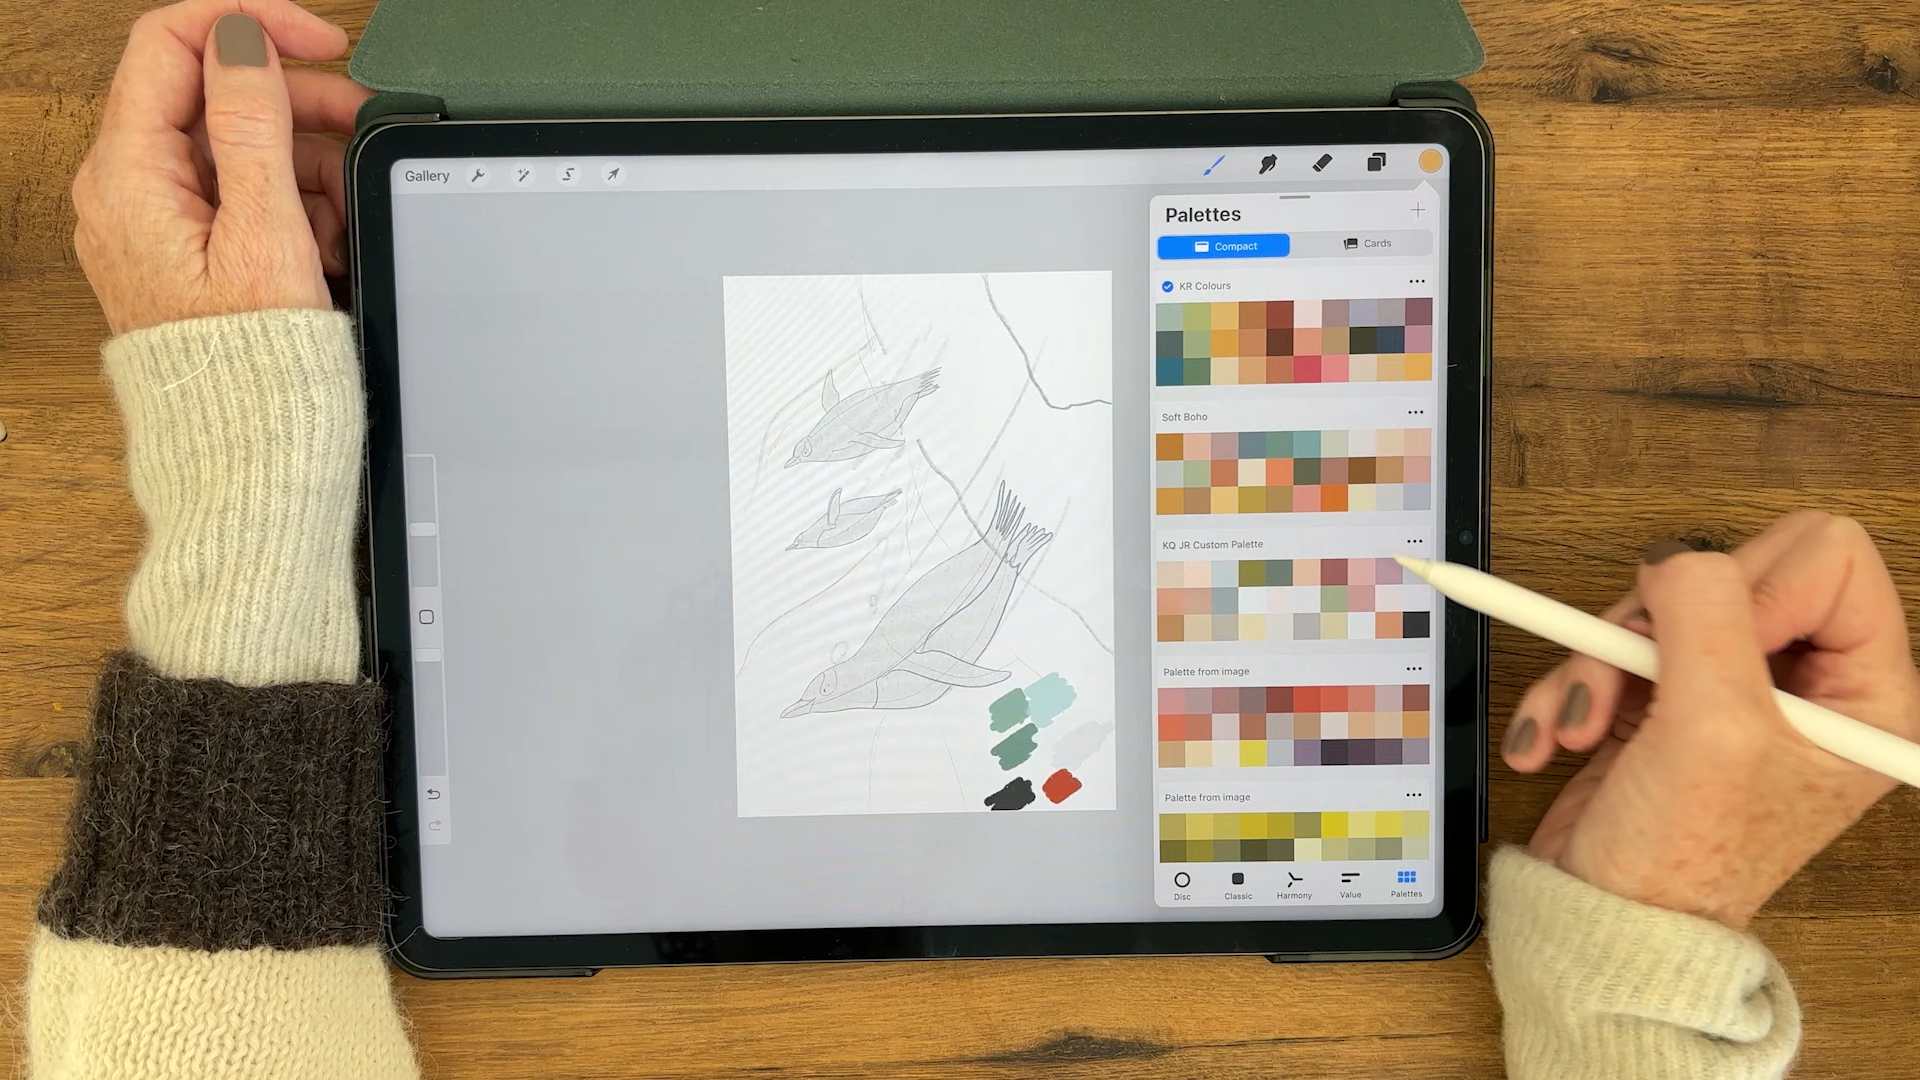 Gallery
Palettes
Compact
Cards
KR Colours
Soft Boho
KQ JR Custom Palette
Palette from image
Palette from image
Disc
Classic
Harmony
Value
Palettes